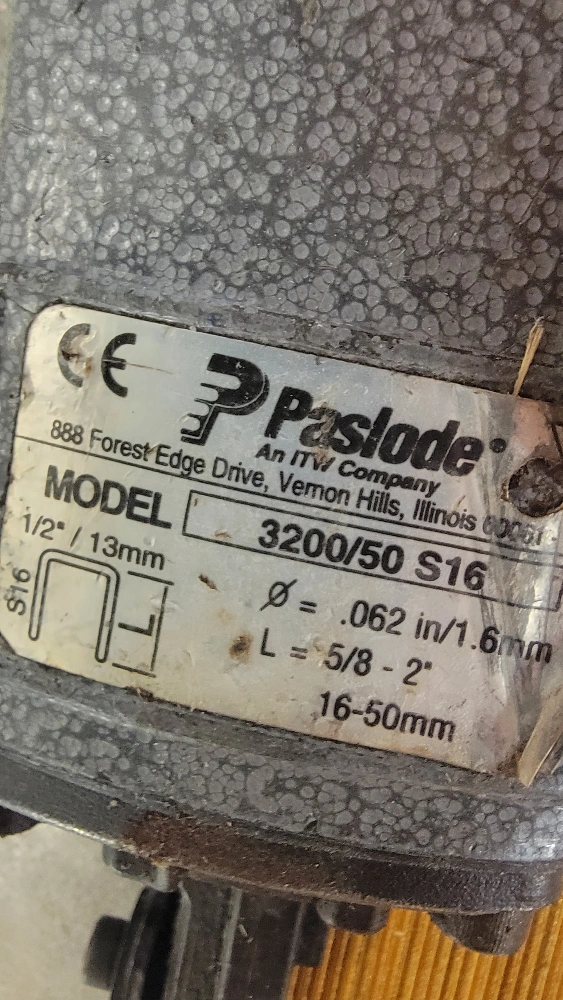 CE
Paslode®
An ITW Company
888 Forest Edge Drive, Vernon Hills, Illinois
MODEL 3200/50 S16
1/2" / 13mm
S16
L
Ø = .062 in/1.6mm
L = 5/8 - 2"
16-50mm